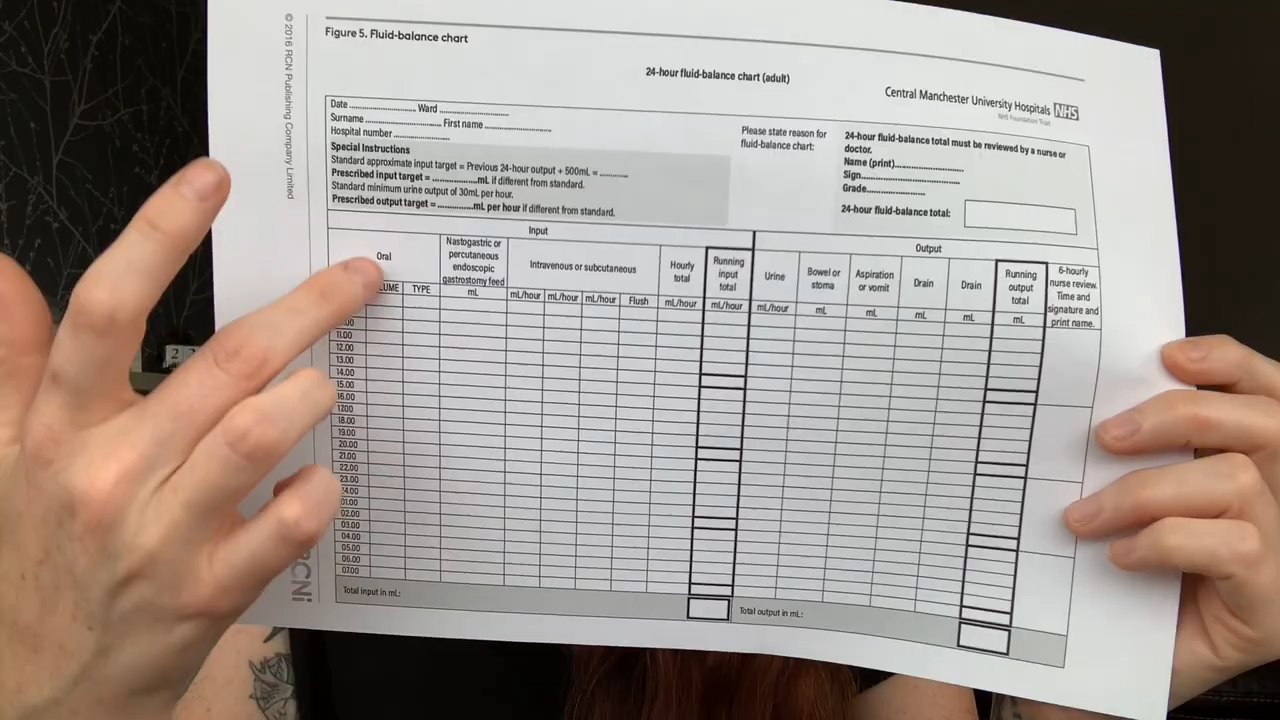 © 2016 RCN Publishing Company Limited
Figure 5. Fluid-balance chart
24-hour fluid-balance chart (adult)
Central Manchester University Hospitals NHS
NHS Foundation Trust
Date .................... Ward ....................
Surname .................... First name ....................
Hospital number ....................
Special Instructions
Standard approximate input target = Previous 24-hour output + 500mL = ............
Prescribed input target = ................mL if different from standard.
Standard minimum urine output of 30mL per hour.
Prescribed output target = .............mL per hour if different from standard.
Please state reason for
fluid-balance chart:
24-hour fluid-balance total must be reviewed by a nurse or
doctor.
Name (print)....................
Sign............................
Grade.................
24-hour fluid-balance total:
Input
Output
Oral
Nastogastric or
percutaneous
endoscopic
gastrostomy feed
Intravenous or subcutaneous
Hourly
total
Running
input
total
Urine
Bowel or
stoma
Aspiration
or vomit
Drain
Drain
Running
output
total
6-hourly
nurse review.
Time and
signature and
print name.
LUME TYPE mL mL/hour mL/hour mL/hour Flush mL/hour mL/hour mL/hour mL mL mL mL mL
.00
11.00
12.00
13.00
14.00
15.00
16.00
17.00
18.00
19.00
20.00
21.00
22.00
23.00
24.00
01.00
02.00
03.00
04.00
05.00
06.00
07.00
Total input in mL:
Total output in mL:
RCNi